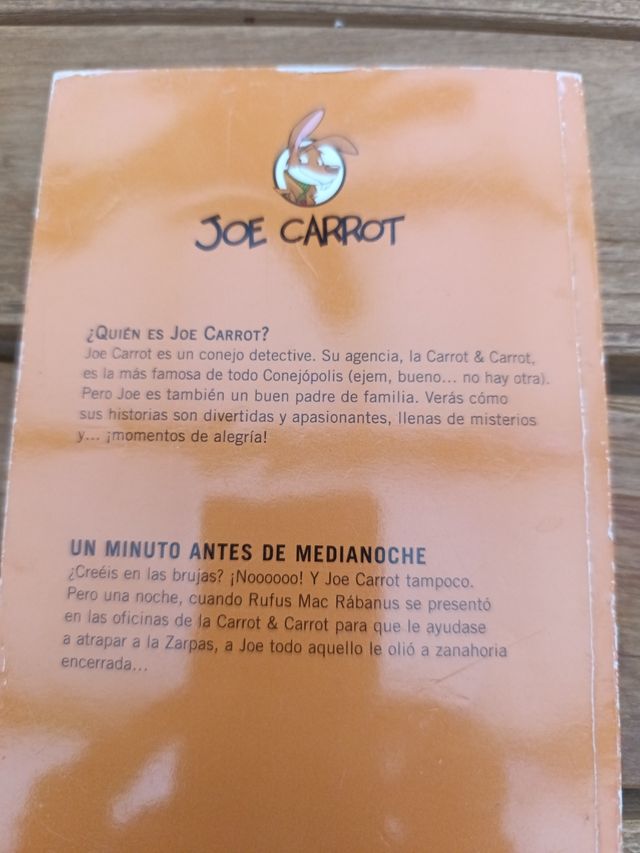 JOE CARROT
¿QUIÉN ES JOE CARROT?
Joe Carrot es un conejo detective. Su agencia, la Carrot & Carrot,
es la más famosa de todo Conejópolis (ejem, bueno... no hay otra).
Pero Joe es también un buen padre de familia. Verás cómo
sus historias son divertidas y apasionantes, llenas de misterios
y... ¡momentos de alegría!
UN MINUTO ANTES DE MEDIANOCHE
¿Creéis en las brujas? ¡Noooooo! Y Joe Carrot tampoco.
Pero una noche, cuando Rufus Mac Rábanus se presentó
en las oficinas de la Carrot & Carrot para que le ayudase
a atrapar a la Zarpas, a Joe todo aquello le olió a zanahoria
encerrada...